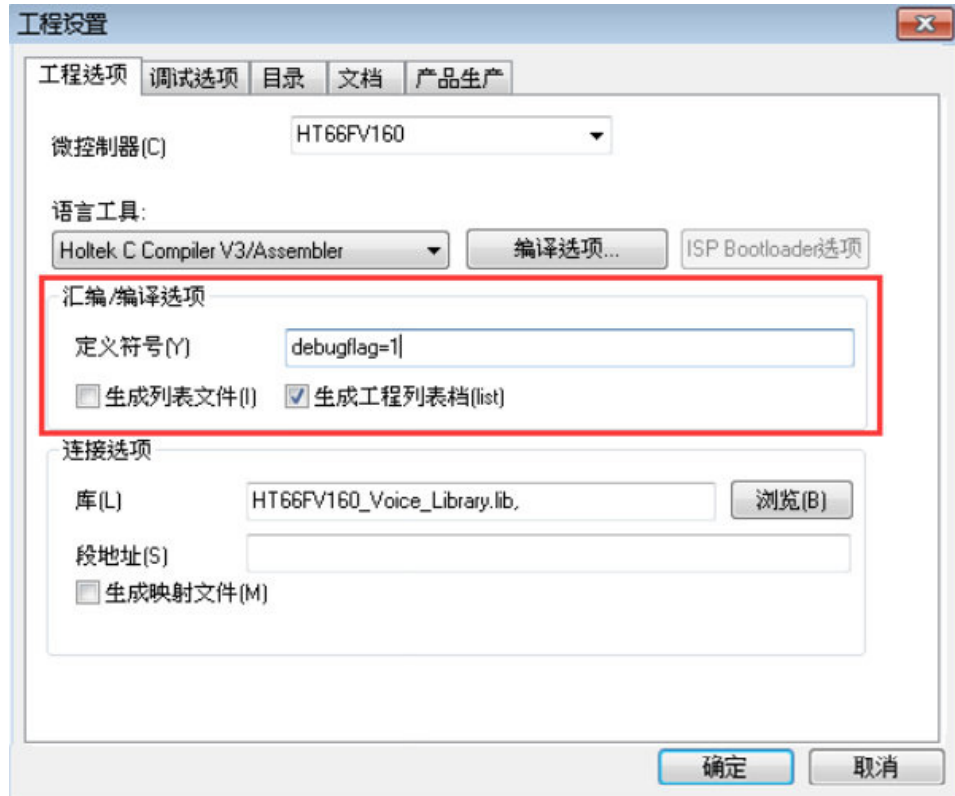 工程设置
工程选项 调试选项 目录 文档 产品生产
微控制器(C) HT66FV160
语言工具:
Holtek C Compiler V3/Assembler 编译选项... ISP Bootloader选项
汇编/编译选项
定义符号(Y) debugflag=1
生成列表文件(I) 生成工程列表档(list)
连接选项
库(L) HT66FV160_Voice_Library.lib, 浏览(B)
段地址(S)
生成映射文件(M)
确定 取消